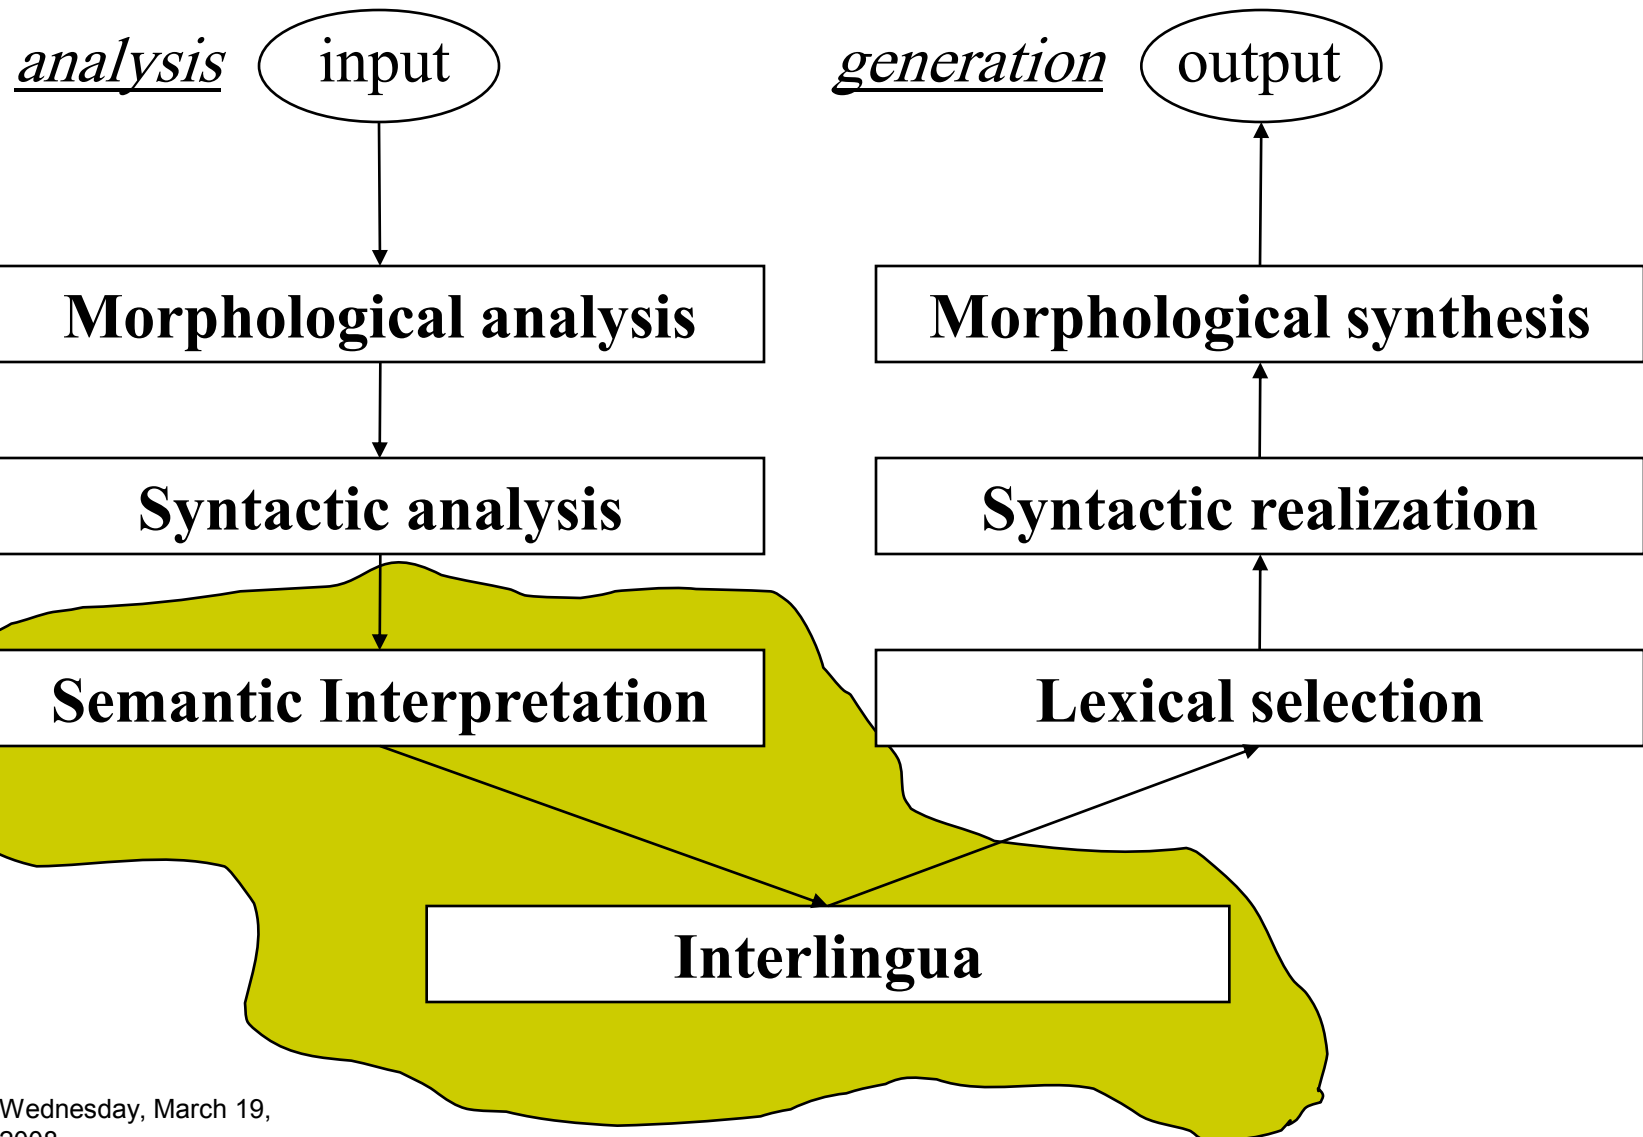 analysis
input
generation
output
Morphological analysis
Morphological synthesis
Syntactic analysis
Syntactic realization
Semantic Interpretation
Lexical selection
Interlingua
Wednesday, March 19,